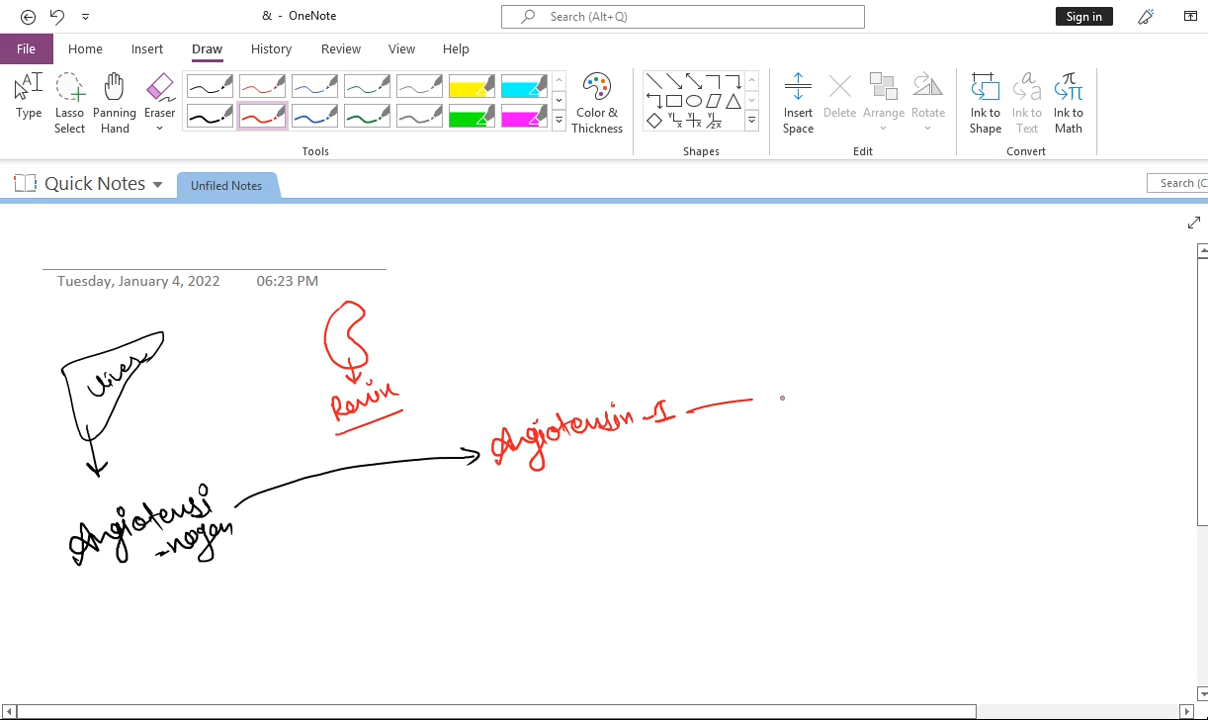 & - OneNote
Search (Alt+Q)
Sign in
File Home Insert Draw History Review View Help
Type
Lasso Select
Panning Hand
Eraser
Color & Thickness
Insert Space
Delete
Arrange
Rotate
Ink to Shape
Ink to Text
Ink to Math
Tools
Shapes
Edit
Convert
Quick Notes
Unfiled Notes
Search (C
Tuesday, January 4, 2022 06:23 PM
Liver
Renin
Angiotensin - I
Angiotensi
-nogen